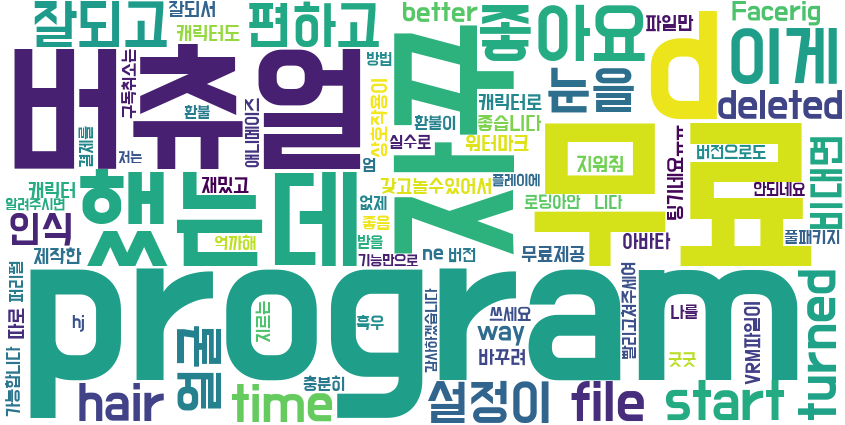 잘되고
잘되서
캐릭터도
편하고
방법
better
좋아요
파일만
Facerig
이게
버츄얼
구독취소는
환불
애니메이즈
상호작용이
환불이
캐릭터로
좋습니다
눈을
d
deleted
결제를
저는
엄
실수로
워터마크
무료
지워줘
버전으로도
비대면
캐릭터
알려주시면
재밌고
했는데
갖고놀수있어서
플레이에
없제
좋음
로딩아안
니다
팅기네요ㅠㅠ
안되네요
인식
제작한
억까해
받을
기능만으로
ne
버전
무료제공
아바타
풀패키지
program
따로
파리펄
hj
지르는
흑우
감사하겠습니다
쓰세요
way
바꾸려
빨리고쳐주세여
나를
굿굿
VRM파일이
turned
가능합니다
얼굴
hair
time
충분히
설정이
file
start